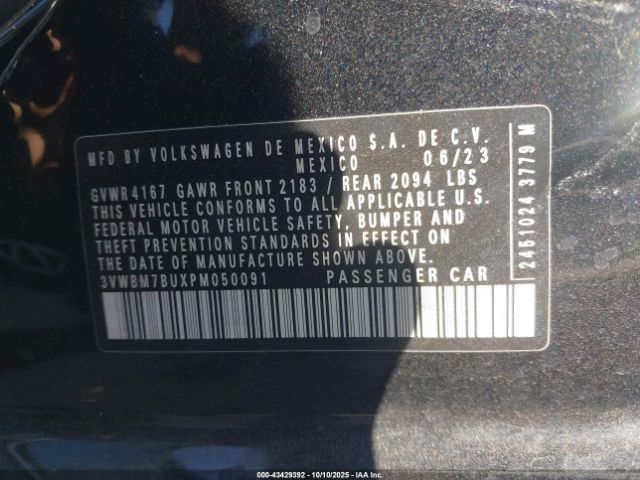 MFD BY VOLKSWAGEN DE MEXICO S.A. DE C.V.
MEXICO 06/23
GVWR 4167 GAWR FRONT 2183 / REAR 2094 LBS
THIS VEHICLE CONFORMS TO ALL APPLICABLE U.S.
FEDERAL MOTOR VEHICLE SAFETY, BUMPER AND
THEFT PREVENTION STANDARDS IN EFFECT ON
THE DATE OF MANUFACTURE SHOWN ABOVE.
3VWBM7BUXPM050091 PASSENGER CAR
2451024 3779 M
© 00-43429392 - 10/10/2025 - IAAI Inc.